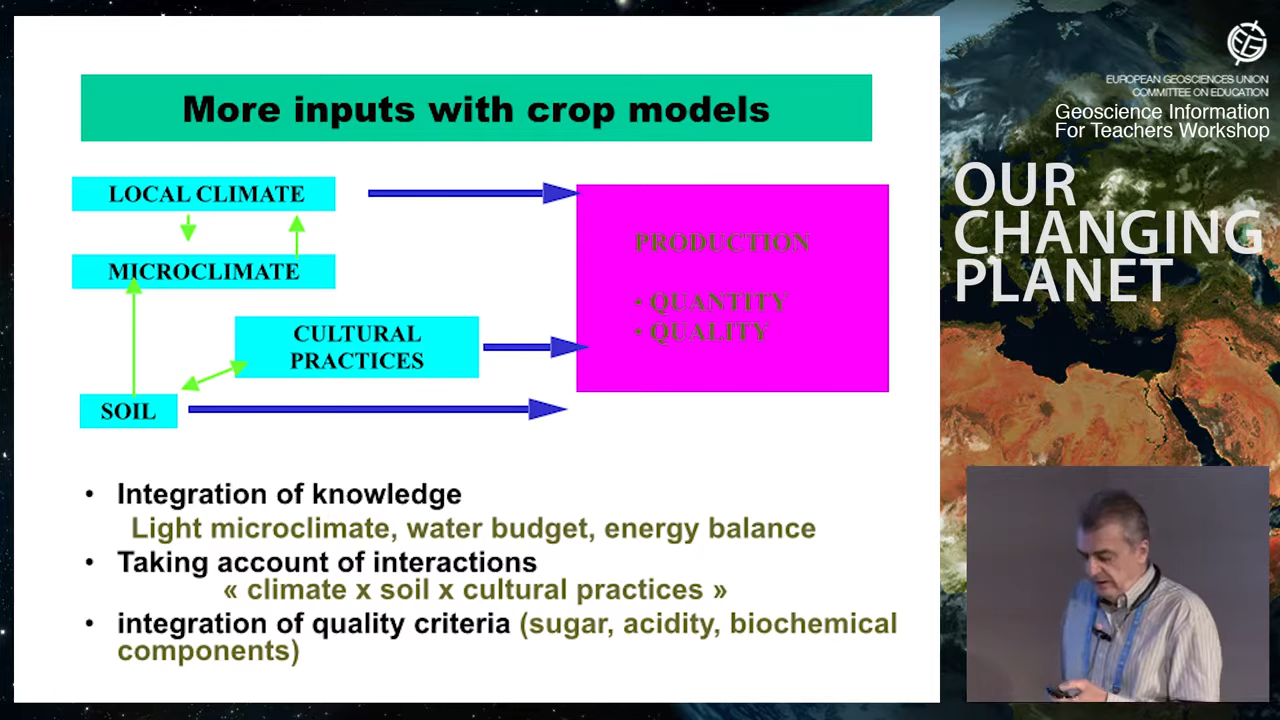 More inputs with crop models
LOCAL CLIMATE
MICROCLIMATE
CULTURAL
PRACTICES
SOIL
PRODUCTION
• QUANTITY
• QUALITY
• Integration of knowledge
Light microclimate, water budget, energy balance
• Taking account of interactions
« climate x soil x cultural practices »
• integration of quality criteria (sugar, acidity, biochemical
components)
EUROPEAN GEOSCIENCES UNION
COMMITTEE ON EDUCATION
Geoscience Information
For Teachers Workshop
OUR
CHANGING
PLANET